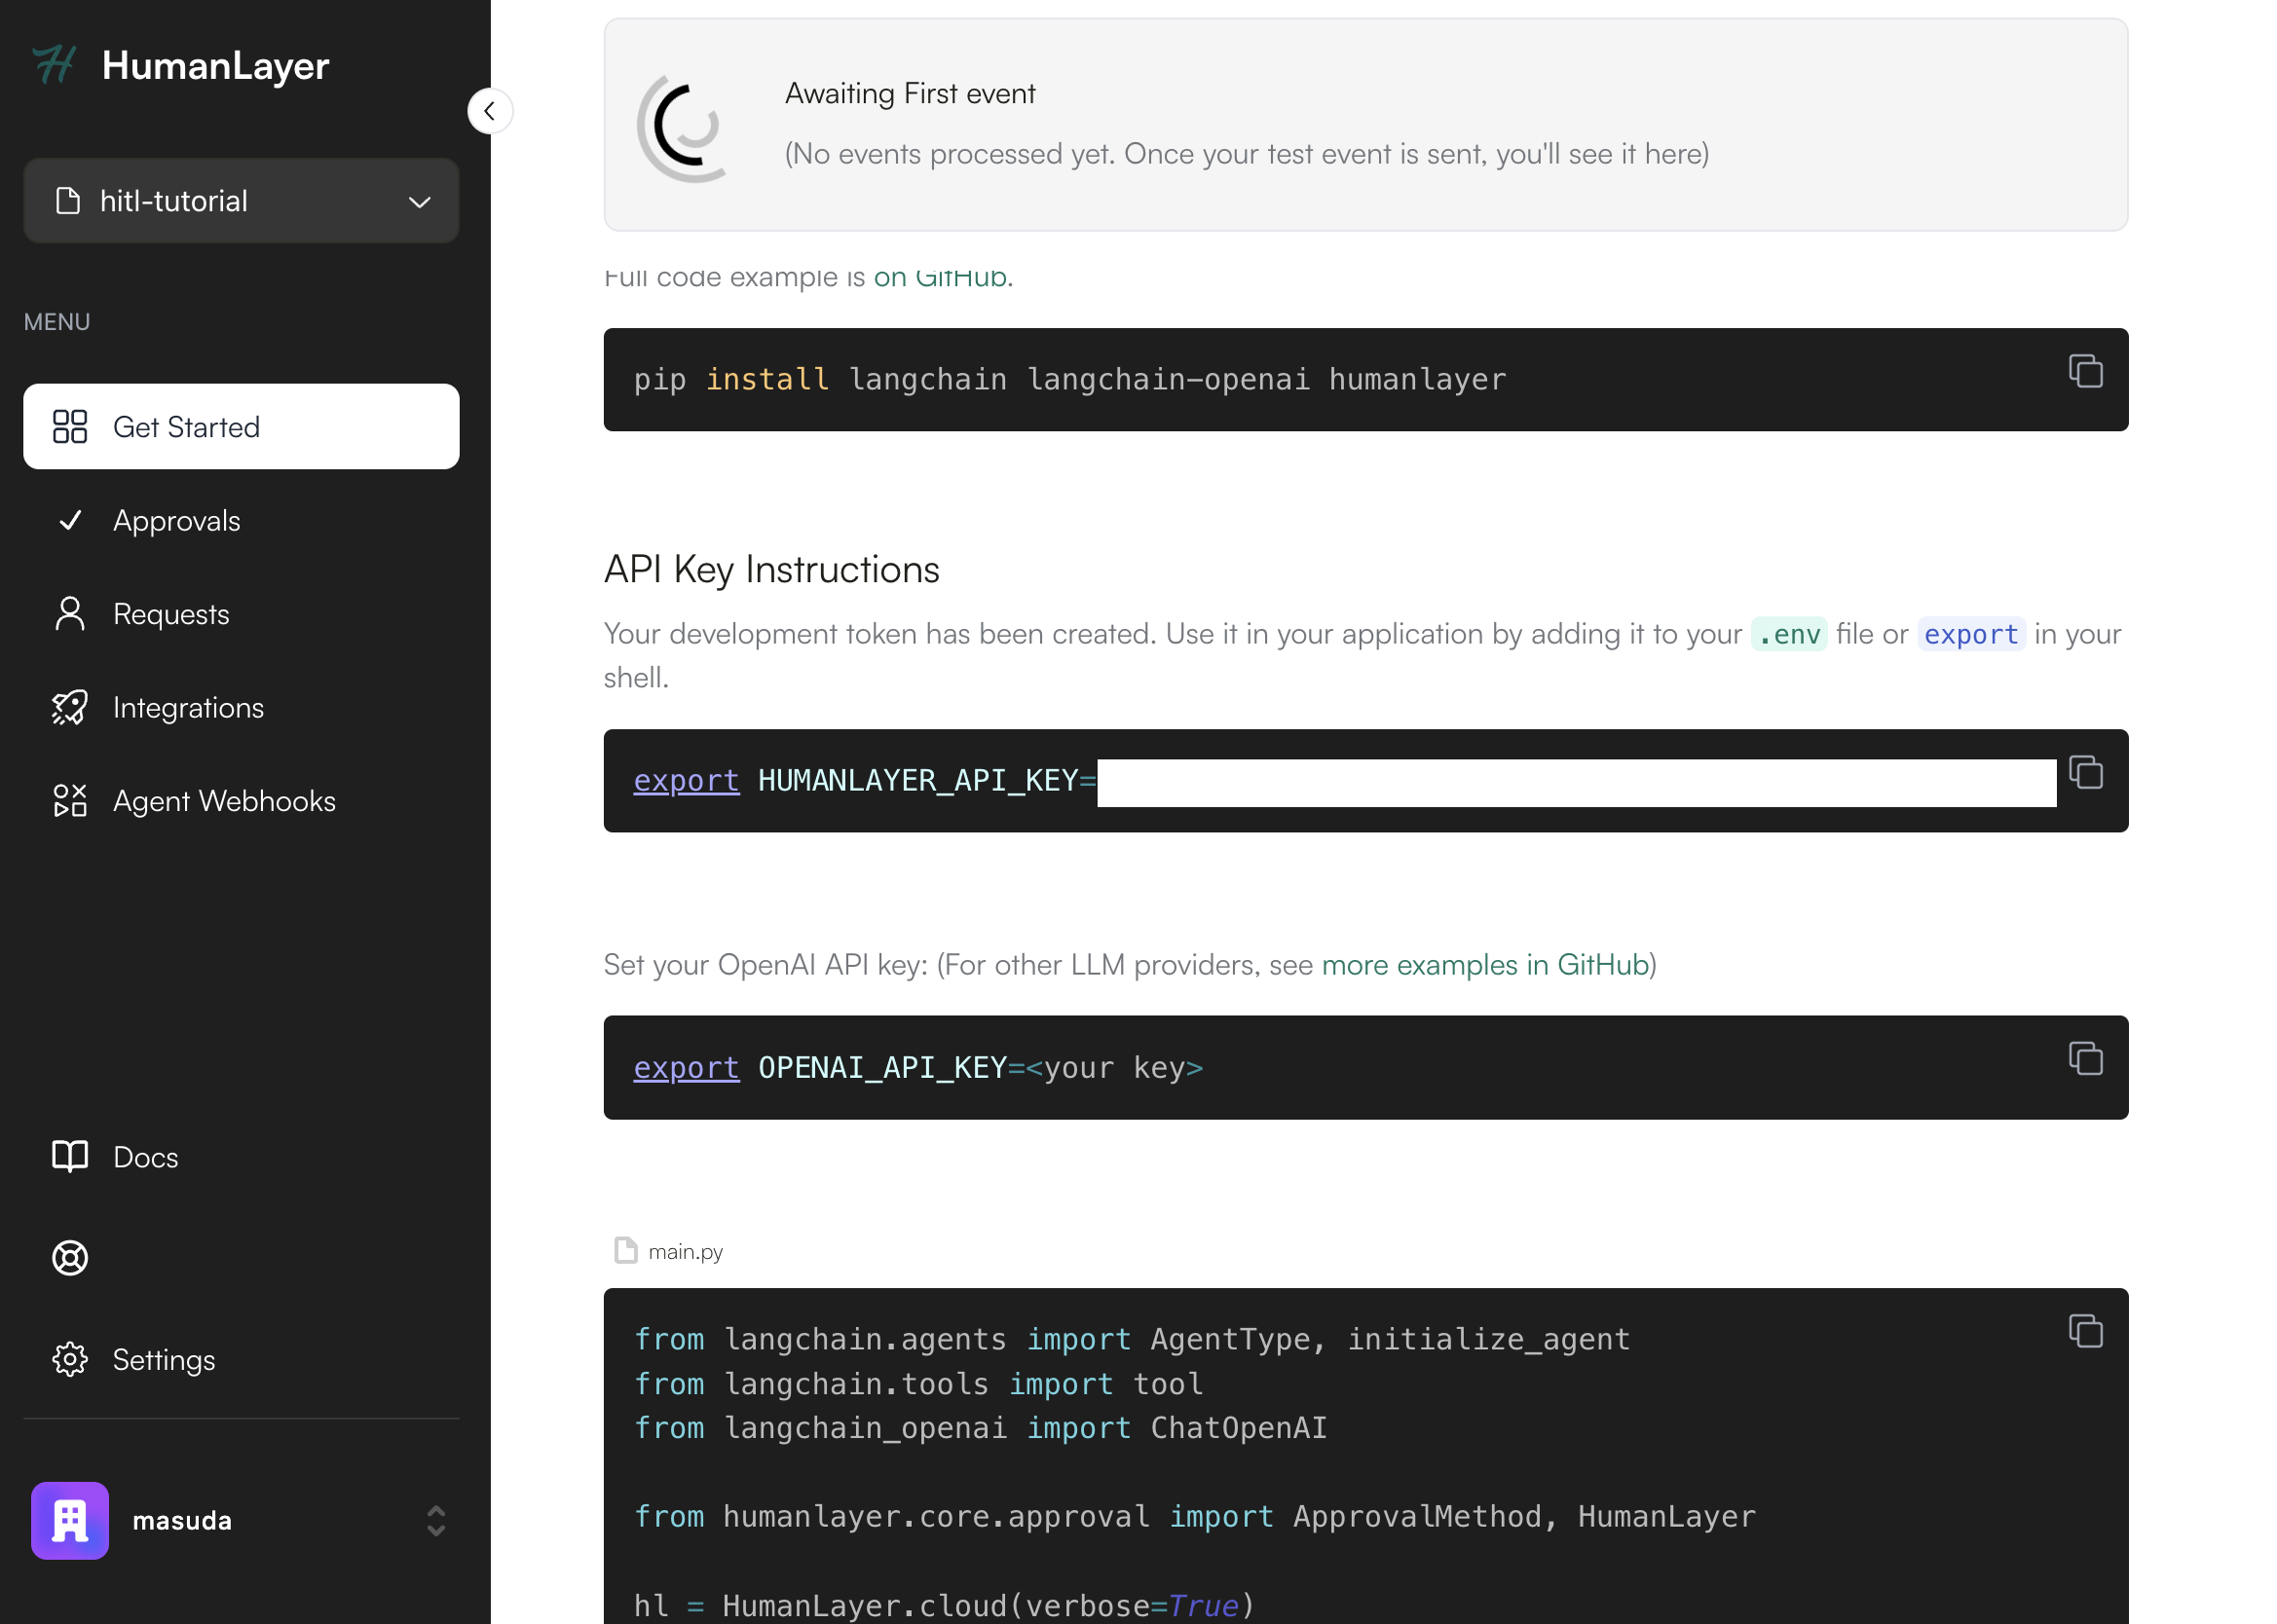 HumanLayer
hitl-tutorial
MENU
Get Started
Approvals
Requests
Integrations
Agent Webhooks
Docs
Settings
masuda
Awaiting First event
(No events processed yet. Once your test event is sent, you'll see it here)
Full code example is on GitHub.
pip install langchain langchain-openai humanlayer
API Key Instructions
Your development token has been created. Use it in your application by adding it to your .env file or export in your
shell.
export HUMANLAYER_API_KEY=
Set your OpenAI API key: (For other LLM providers, see more examples in GitHub)
export OPENAI_API_KEY=<your key>
main.py
from langchain.agents import AgentType, initialize_agent
from langchain.tools import tool
from langchain_openai import ChatOpenAI
from humanlayer.core.approval import ApprovalMethod, HumanLayer
hl = HumanLayer.cloud(verbose=True)